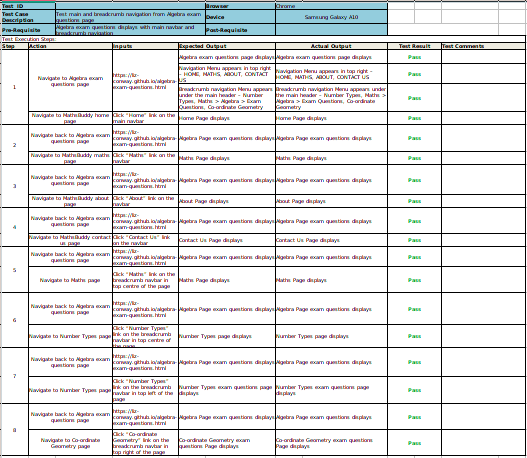 Test ID Browser Chrome
Test Case Description Test main and breadcrumb navigation from Algebra exam questions page Device Samsung Galaxy A10
Pre-Requisite Algebra exam questions page displays with main navbar and breadcrumb navigation Post-Requisite
Test Execution Steps
Step Action Inputs Expected Output Actual Output Test Result Test Comments
1 Navigate to Algebra exam questions page https://liz-conway.github.io/algebra-exam-questions.html Algebra exam questions page displays Algebra exam questions page displays Pass
Navigation Menu appears in top right - HOME, MATHS, ABOUT, CONTACT US Navigation Menu appears in top right - HOME, MATHS, ABOUT, CONTACT US Pass
Breadcrumb navigation Menu appears under the main header - Number Types, Maths > Algebra > Exam Questions, Co-ordinate Geometry Breadcrumb navigation Menu appears under the main header - Number Types, Maths > Algebra > Exam Questions, Co-ordinate Geometry Pass
Navigate to MathsBuddy home page Click "Home" link on the main navbar Home Page displays Home Page displays Pass
2 Navigate back to Algebra exam questions page https://liz-conway.github.io/algebra-exam-questions.html Algebra Page exam questions displays Algebra Page exam questions displays Pass
Navigate to MathsBuddy maths page Click "Maths" link on the navbar Maths Page displays Maths Page displays Pass
3 Navigate back to Algebra exam questions page https://liz-conway.github.io/algebra-exam-questions.html Algebra Page exam questions displays Algebra Page exam questions displays Pass
Navigate to MathsBuddy about page Click "About" link on the navbar About Page displays About Page displays Pass
4 Navigate back to Algebra exam questions page https://liz-conway.github.io/algebra-exam-questions.html Algebra Page exam questions displays Algebra Page exam questions displays Pass
Navigate to MathsBuddy contact us page Click "Contact Us" link on the navbar Contact Us Page displays Contact Us Page displays Pass
5 Navigate back to Algebra exam questions page https://liz-conway.github.io/algebra-exam-questions.html Algebra Page exam questions displays Algebra Page exam questions displays Pass
Navigate to Maths page Click "Maths" link on the breadcrumb navbar in top centre of the page Maths Page displays Maths Page displays Pass
6 Navigate back to Algebra exam questions page https://liz-conway.github.io/algebra-exam-questions.html Algebra Page exam questions displays Algebra Page exam questions displays Pass
Navigate to Number Types page Click "Number Types" link on the breadcrumb navbar in top centre of the page Number Types Page displays Number Types Page displays Pass
7 Navigate back to Algebra exam questions page https://liz-conway.github.io/algebra-exam-questions.html Algebra Page exam questions displays Algebra Page exam questions displays Pass
Navigate to Number Types page Click "Number Types" link on the breadcrumb navbar in top left of the page Number Types exam questions page displays Number Types exam questions page displays Pass
8 Navigate back to Algebra exam questions page https://liz-conway.github.io/algebra-exam-questions.html Algebra Page exam questions displays Algebra Page exam questions displays Pass
Navigate to Co-ordinate Geometry page Click "Co-ordinate Geometry" link on the breadcrumb navbar in top right of the page Co-ordinate Geometry exam questions Page displays Co-ordinate Geometry exam questions Page displays Pass